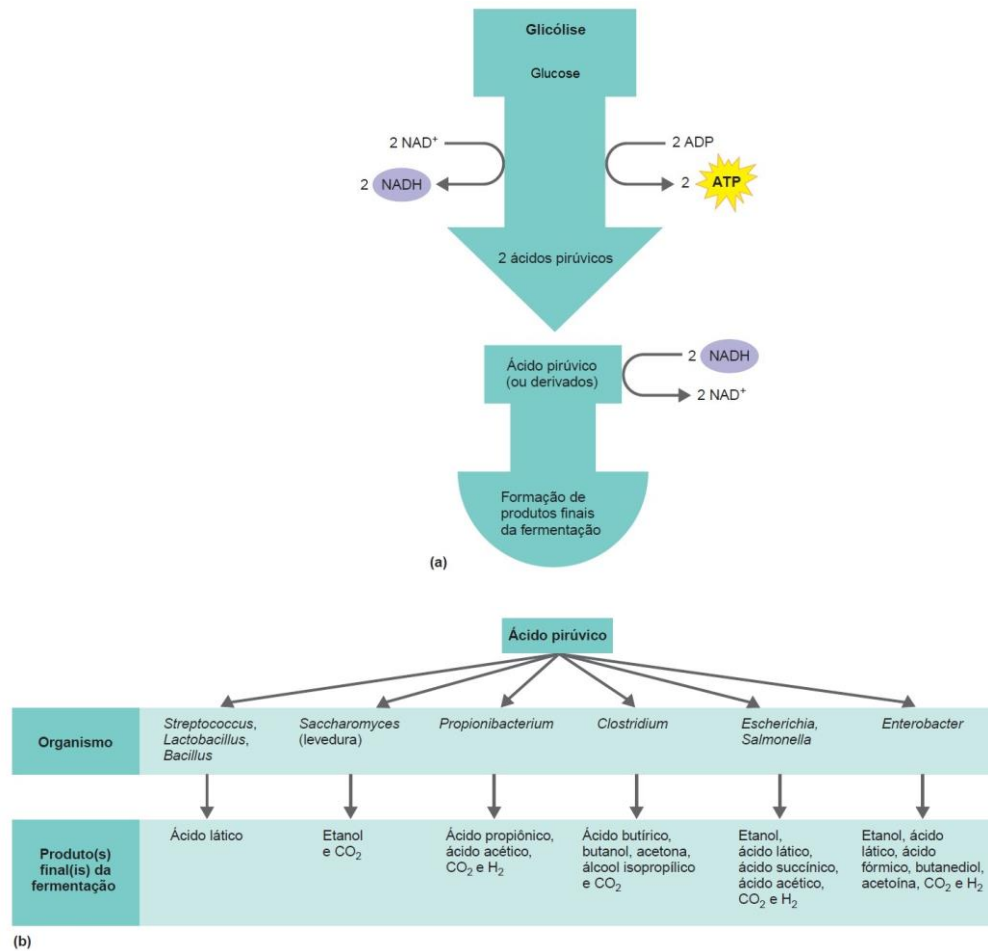 Glicólise
Glucose
2 NAD⁺
2 NADH
2 ADP
2 ATP
2 ácidos pirúvicos
Ácido pirúvico
(ou derivados)
2 NADH
2 NAD⁺
Formação de
produtos finais
da fermentação
(a)
Ácido pirúvico
Organismo
Streptococcus,
Lactobacillus,
Bacillus
Saccharomyces
(levedura)
Propionibacterium
Clostridium
Escherichia,
Salmonella
Enterobacter
Produto(s)
final(is) da
fermentação
Ácido lático
Etanol
e CO₂
Ácido propiônico,
ácido acético,
CO₂ e H₂
Ácido butírico,
butanol, acetona,
álcool isopropílico
e CO₂
Etanol,
ácido lático,
ácido succínico,
ácido acético,
CO₂ e H₂
Etanol, ácido
lático, ácido
fórmico, butanediol,
acetoína, CO₂ e H₂
(b)